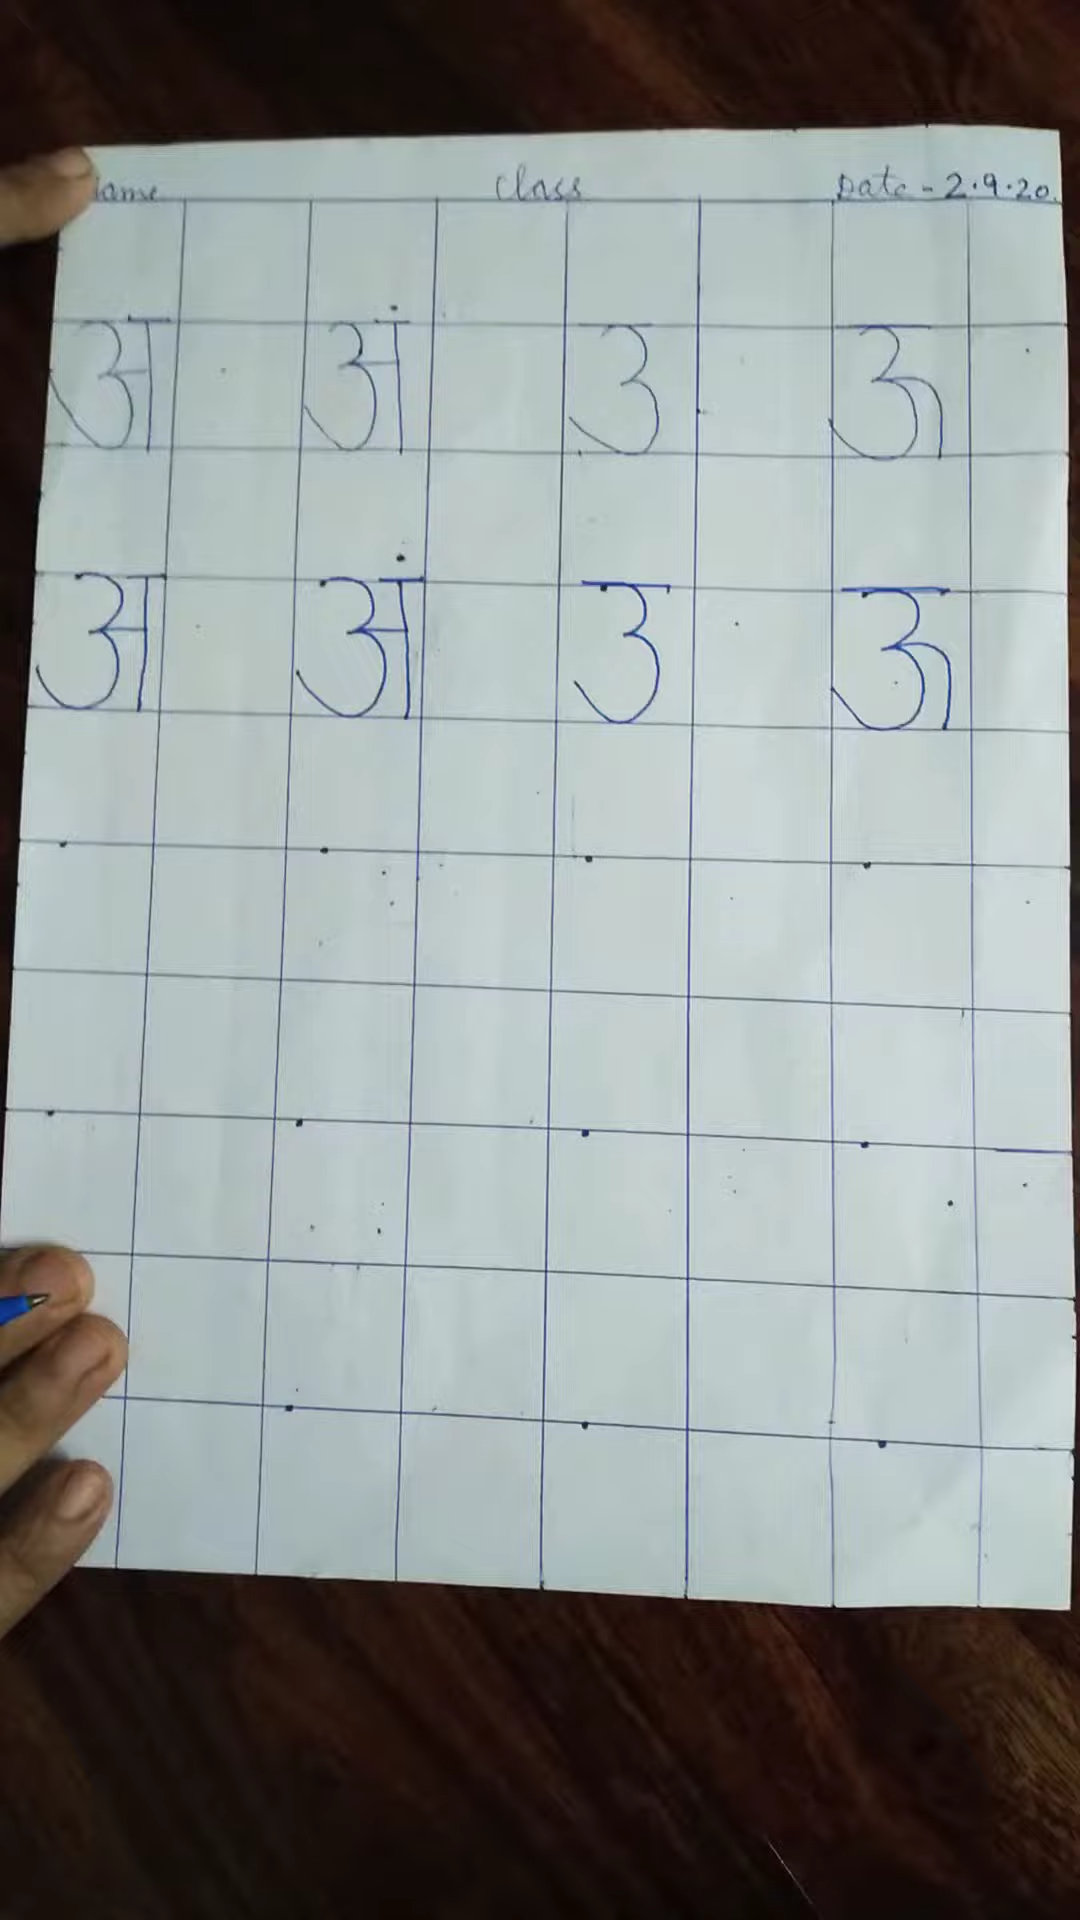 Name Class Date - 2.9.20.
अ अं उ ऊ
अ अं उ ऊ